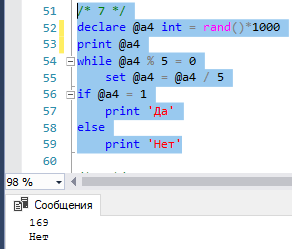 51 /* 7 */
52 declare @a4 int = rand()*1000
53 print @a4
54 while @a4 % 5 = 0
55 set @a4 = @a4 / 5
56 if @a4 = 1
57 print 'Да'
58 else
59 print 'Нет'
60
98 %
Сообщения
169
Нет